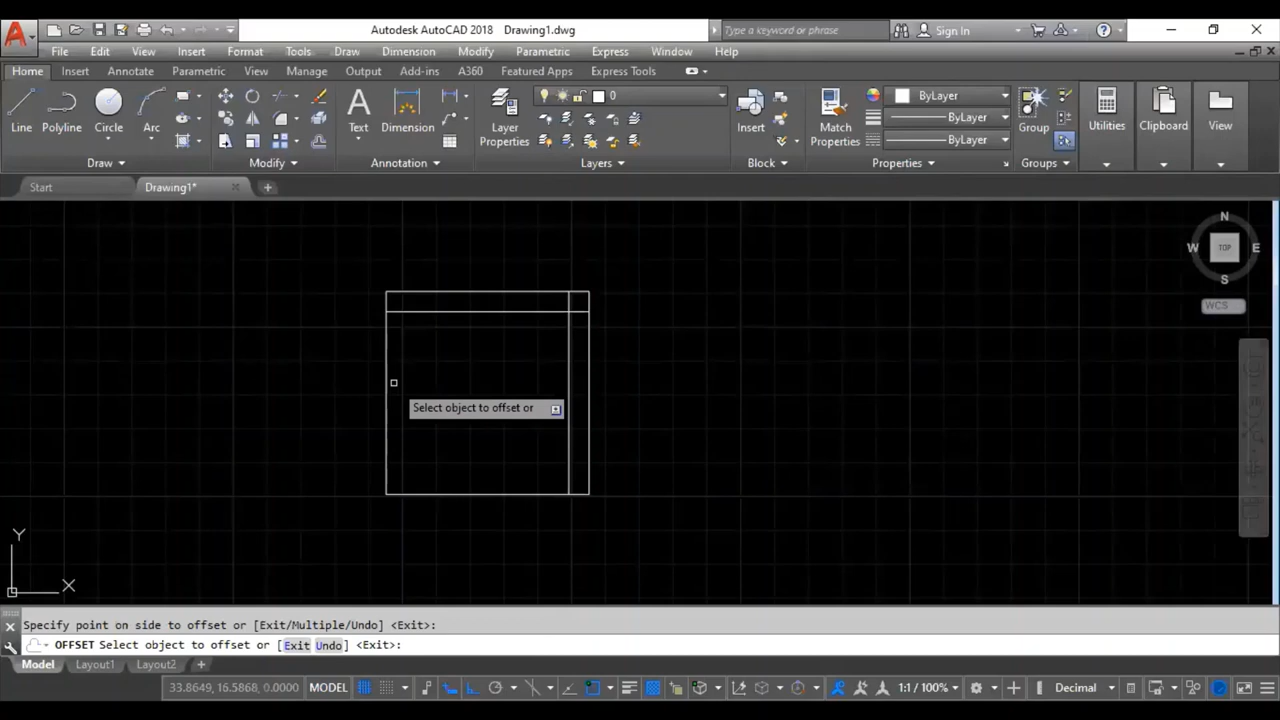 Autodesk AutoCAD 2018 Drawing1.dwg
Type a keyword or phrase
Sign In
File Edit View Insert Format Tools Draw Dimension Modify Parametric Express Window Help
Home Insert Annotate Parametric View Manage Output Add-ins A360 Featured Apps Express Tools
0
ByLayer
ByLayer
ByLayer
Line Polyline Circle Arc
Text Dimension
Layer Properties
Insert
Match Properties
Group
Utilities
Clipboard
View
Draw Modify Annotation Layers Block Properties Groups
Start Drawing1*
N
W TOP E
S
WCS
Select object to offset or
Y
X
Specify point on side to offset or [Exit/Multiple/Undo] <Exit>:
OFFSET Select object to offset or [Exit Undo] <Exit>:
Model Layout1 Layout2
33.8649, 16.5868, 0.0000 MODEL 1:1 / 100% Decimal